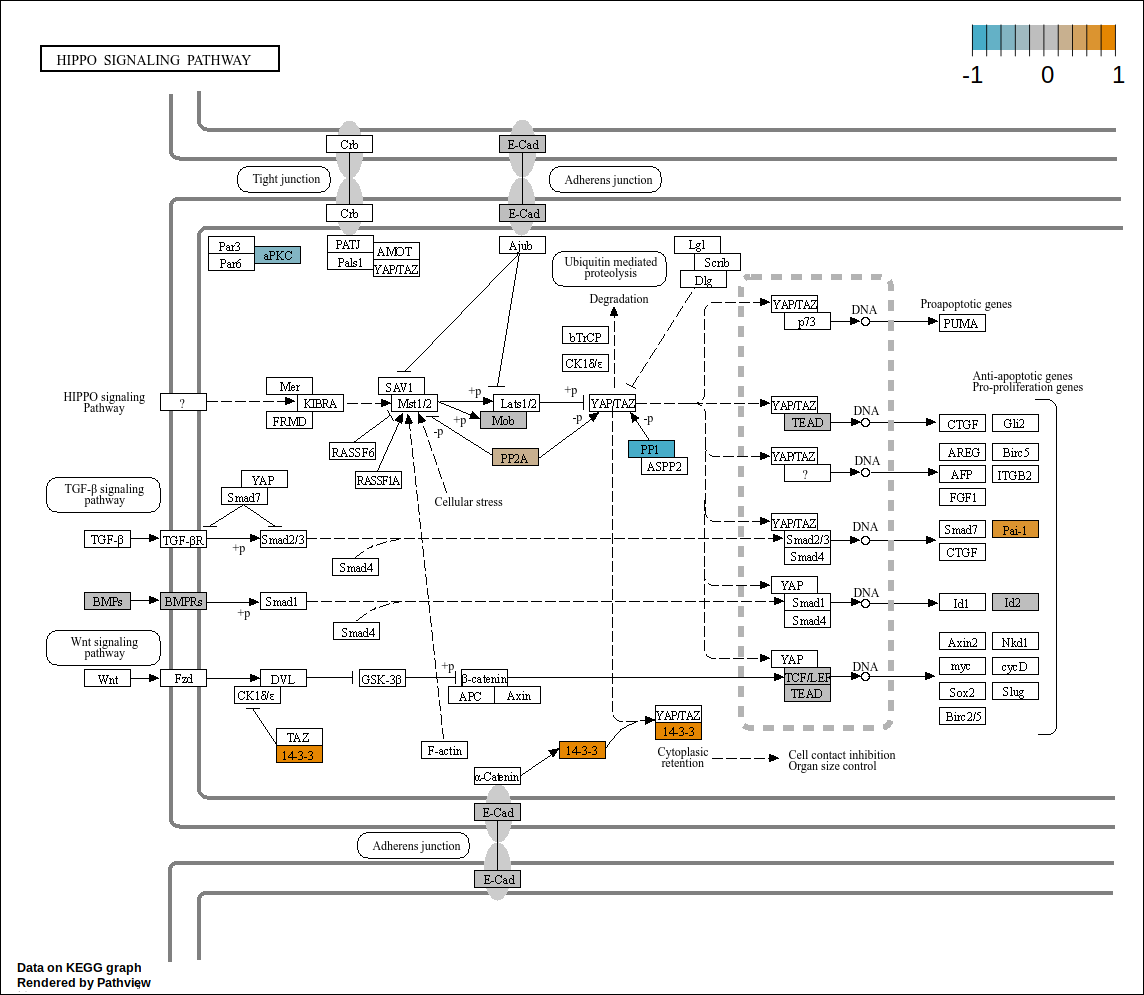 HIPPO SIGNALING PATHWAY
-1 0 1
Crb
E-Cad
Tight junction
Adherens junction
Crb
E-Cad
Par3
Par6
aPKC
PATJ
Pals1
AMOT
YAP/TAZ
Ajub
Lgl
Scrib
Dlg
Ubiquitin mediated
proteolysis
Degradation
bTrCP
CK1δ/ε
YAP/TAZ
p73
DNA
Proapoptotic genes
PUMA
Anti-apoptotic genes
Pro-proliferation genes
HIPPO signaling
Pathway
?
Mer
KIBRA
FRMD
SAV1
Mst1/2
+p
+p
Lats1/2
Mob
+p
-p
YAP/TAZ
-p
-p
PP2A
PP1
ASPP2
RASSF6
RASSF1A
Cellular stress
YAP/TAZ
TEAD
DNA
CTGF
Gli2
YAP/TAZ
?
DNA
AREG
Birc5
AFP
ITGB2
FGF1
TGF-β signaling
pathway
YAP
Smad7
TGF-β
TGF-βR
+p
Smad2/3
Smad4
YAP/TAZ
Smad2/3
Smad4
DNA
Smad7
Pai-1
CTGF
BMPs
BMPRs
+p
Smad1
Smad4
YAP
Smad1
Smad4
DNA
Id1
Id2
Wnt signaling
pathway
Wnt
Fzd
DVL
CK1δ/ε
GSK-3β
+p
β-catenin
APC
Axin
YAP
TCF/LEF
TEAD
DNA
Axin2
Nkd1
myc
cycD
Sox2
Slug
Birc2/5
TAZ
14-3-3
F-actin
14-3-3
YAP/TAZ
14-3-3
Cytoplasic
retention
Cell contact inhibition
Organ size control
α-Catenin
E-Cad
Adherens junction
E-Cad
Data on KEGG graph
Rendered by Pathview